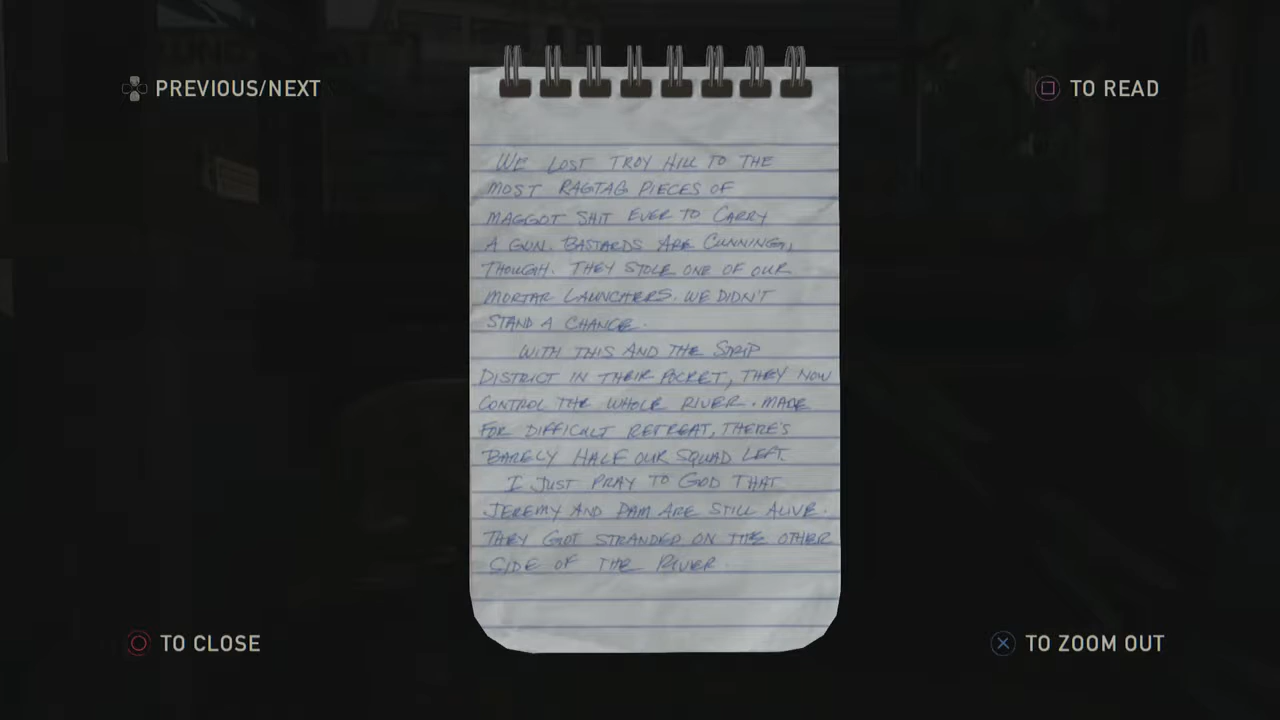 PREVIOUS/NEXT
TO READ
WE LOST TROY HILL TO THE
MOST RAGTAG PIECES OF
MAGGOT SHIT EVER TO CARRY
A GUN. BASTARDS ARE CUNNING,
THOUGH. THEY STOLE ONE OF OUR
MORTAR LAUNCHERS. WE DIDN'T
STAND A CHANCE.
WITH THIS AND THE STRIP
DISTRICT IN THEIR POCKET, THEY NOW
CONTROL THE WHOLE RIVER. MADE
FOR DIFFICULT RETREAT, THERE'S
BARELY HALF OUR SQUAD LEFT.
I JUST PRAY TO GOD THAT
JEREMY AND PAM ARE STILL ALIVE.
THEY GOT STRANDED ON THE OTHER
SIDE OF THE RIVER.
TO CLOSE
TO ZOOM OUT